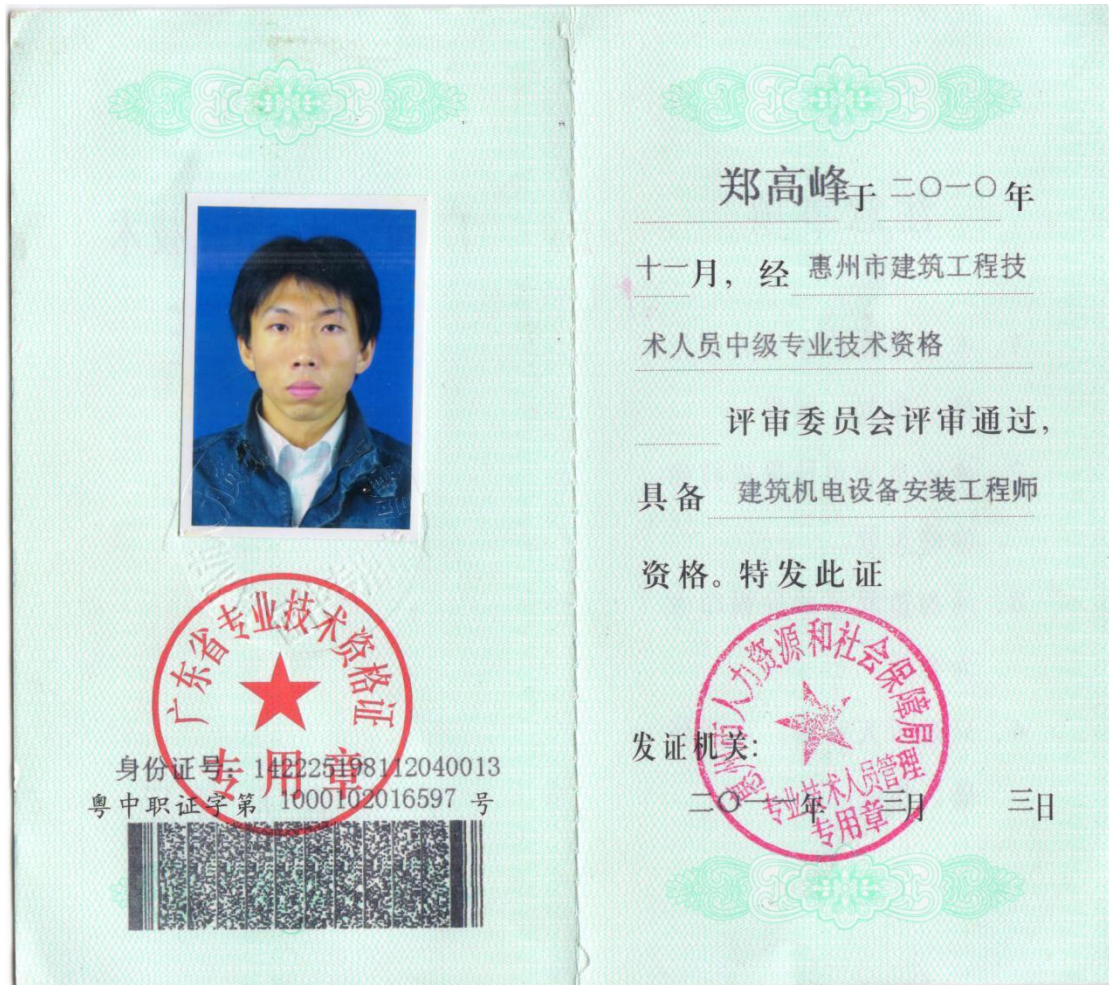 广东省专业技术资格证
专用章
身份证号: 142225198112040013
粤中职证字第 1000102016597 号
郑高峰于 二〇一〇 年
十一月, 经 惠州市建筑工程技
术人员中级专业技术资格
评审委员会评审通过,
具备 建筑机电设备安装工程师
资格。特发此证
惠州市人力资源和社会保障局
专业技术人员管理
专用章
发证机关:
二〇一一年 三月 三日